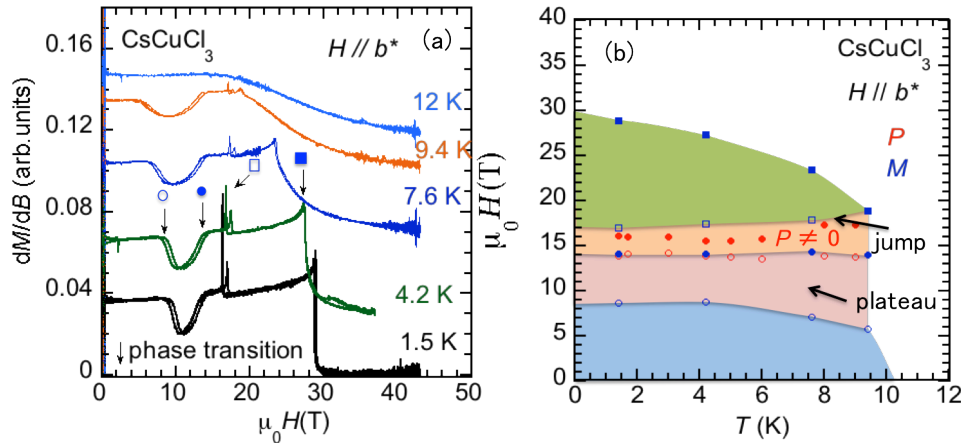 0.16
0.12
0.08
0.04
0
dM/dB (arb.units)
CsCuCl₃
H // b*
(a)
12 K
9.4 K
7.6 K
4.2 K
1.5 K
phase transition
0 10 20 30 40 50
μ₀H(T)
40
35
30
25
20
15
10
5
0
μ₀H(T)
(b)
CsCuCl₃
H // b*
P
M
P ≠ 0
jump
plateau
0 2 4 6 8 10 12
T (K)